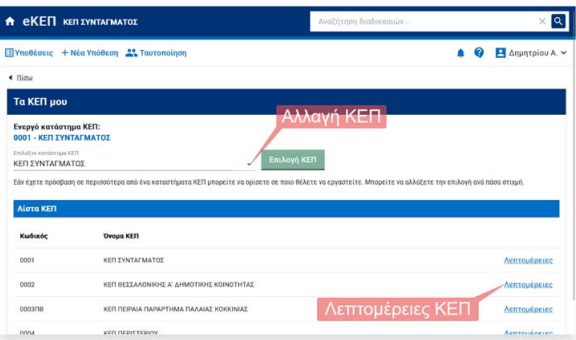 eΚΕΠ ΚΕΠ ΣΥΝΤΑΓΜΑΤΟΣ Αναζήτηση διαδικασιών...
Υποθέσεις + Νέα Υπόθεση Ταυτοποίηση Δημητρίου Α.
Πίσω
Τα ΚΕΠ μου
Αλλαγή ΚΕΠ
Ενεργό κατάστημα ΚΕΠ:
0001 - ΚΕΠ ΣΥΝΤΑΓΜΑΤΟΣ
Επιλέξτε κατάστημα ΚΕΠ
ΚΕΠ ΣΥΝΤΑΓΜΑΤΟΣ Επιλογή ΚΕΠ
Εάν έχετε πρόσβαση σε περισσότερα από ένα καταστήματα ΚΕΠ μπορείτε να ορίσετε σε ποιο θέλετε να εργαστείτε. Μπορείτε να αλλάξετε την επιλογή ανά πάσα στιγμή.
Λίστα ΚΕΠ
Κωδικός Όνομα ΚΕΠ
0001 ΚΕΠ ΣΥΝΤΑΓΜΑΤΟΣ Λεπτομέρειες
0002 ΚΕΠ ΘΕΣΣΑΛΟΝΙΚΗΣ Α' ΔΗΜΟΤΙΚΗΣ ΚΟΙΝΟΤΗΤΑΣ Λεπτομέρειες
0003ΠΒ ΚΕΠ ΠΕΙΡΑΙΑ ΠΑΡΑΡΤΗΜΑ ΠΑΛΑΙΑΣ ΚΟΚΚΙΝΙΑΣ Λεπτομέρειες ΚΕΠ Λεπτομέρειες
0004 ΚΕΠ ΠΕΡΙΣΤΕΡΙΟΥ Λεπτομέρειες